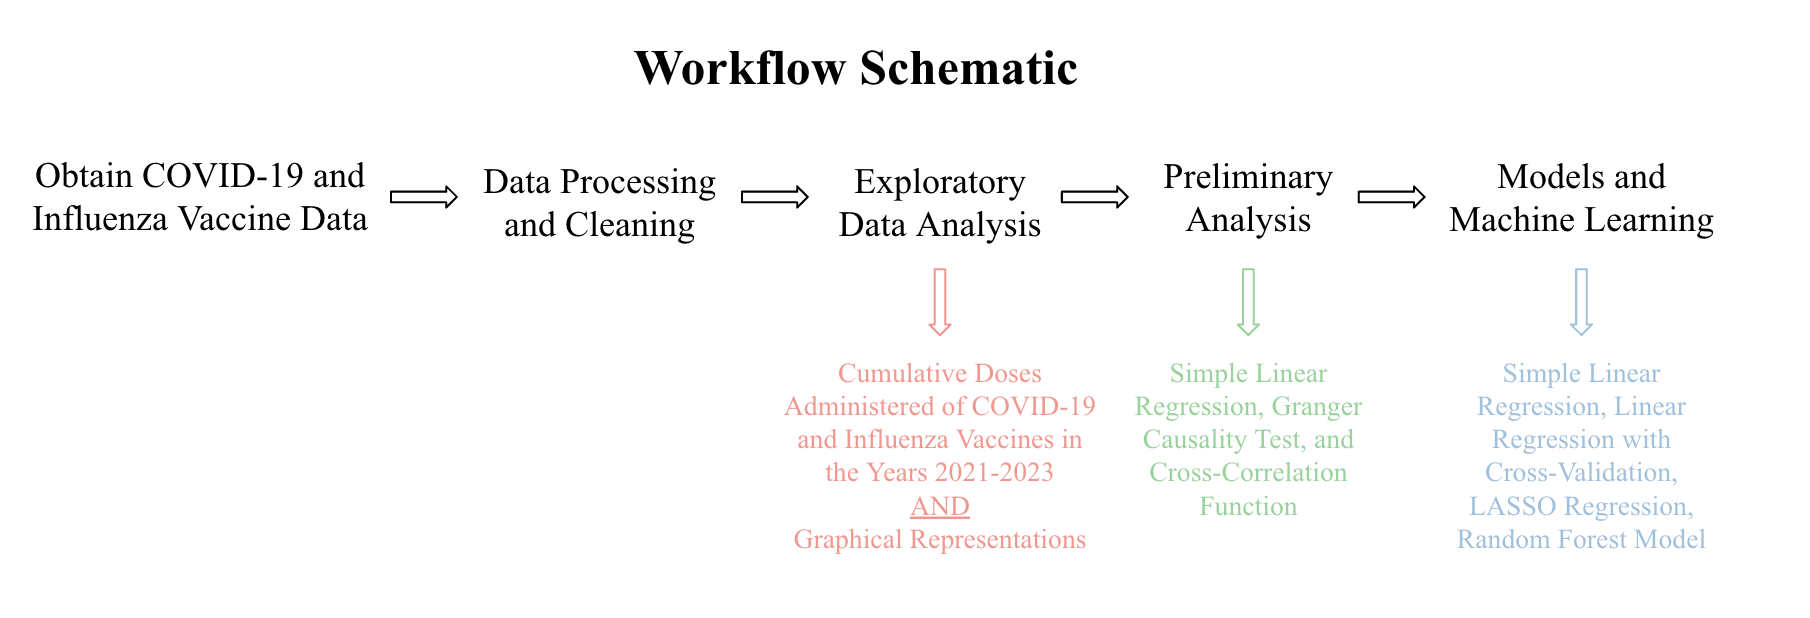 Workflow Schematic
Obtain COVID-19 and
Influenza Vaccine Data
Data Processing
and Cleaning
Exploratory
Data Analysis
Preliminary
Analysis
Models and
Machine Learning
Cumulative Doses
Administered of COVID-19
and Influenza Vaccines in
the Years 2021-2023
AND
Graphical Representations
Simple Linear
Regression, Granger
Causality Test, and
Cross-Correlation
Function
Simple Linear
Regression, Linear
Regression with
Cross-Validation,
LASSO Regression,
Random Forest Model